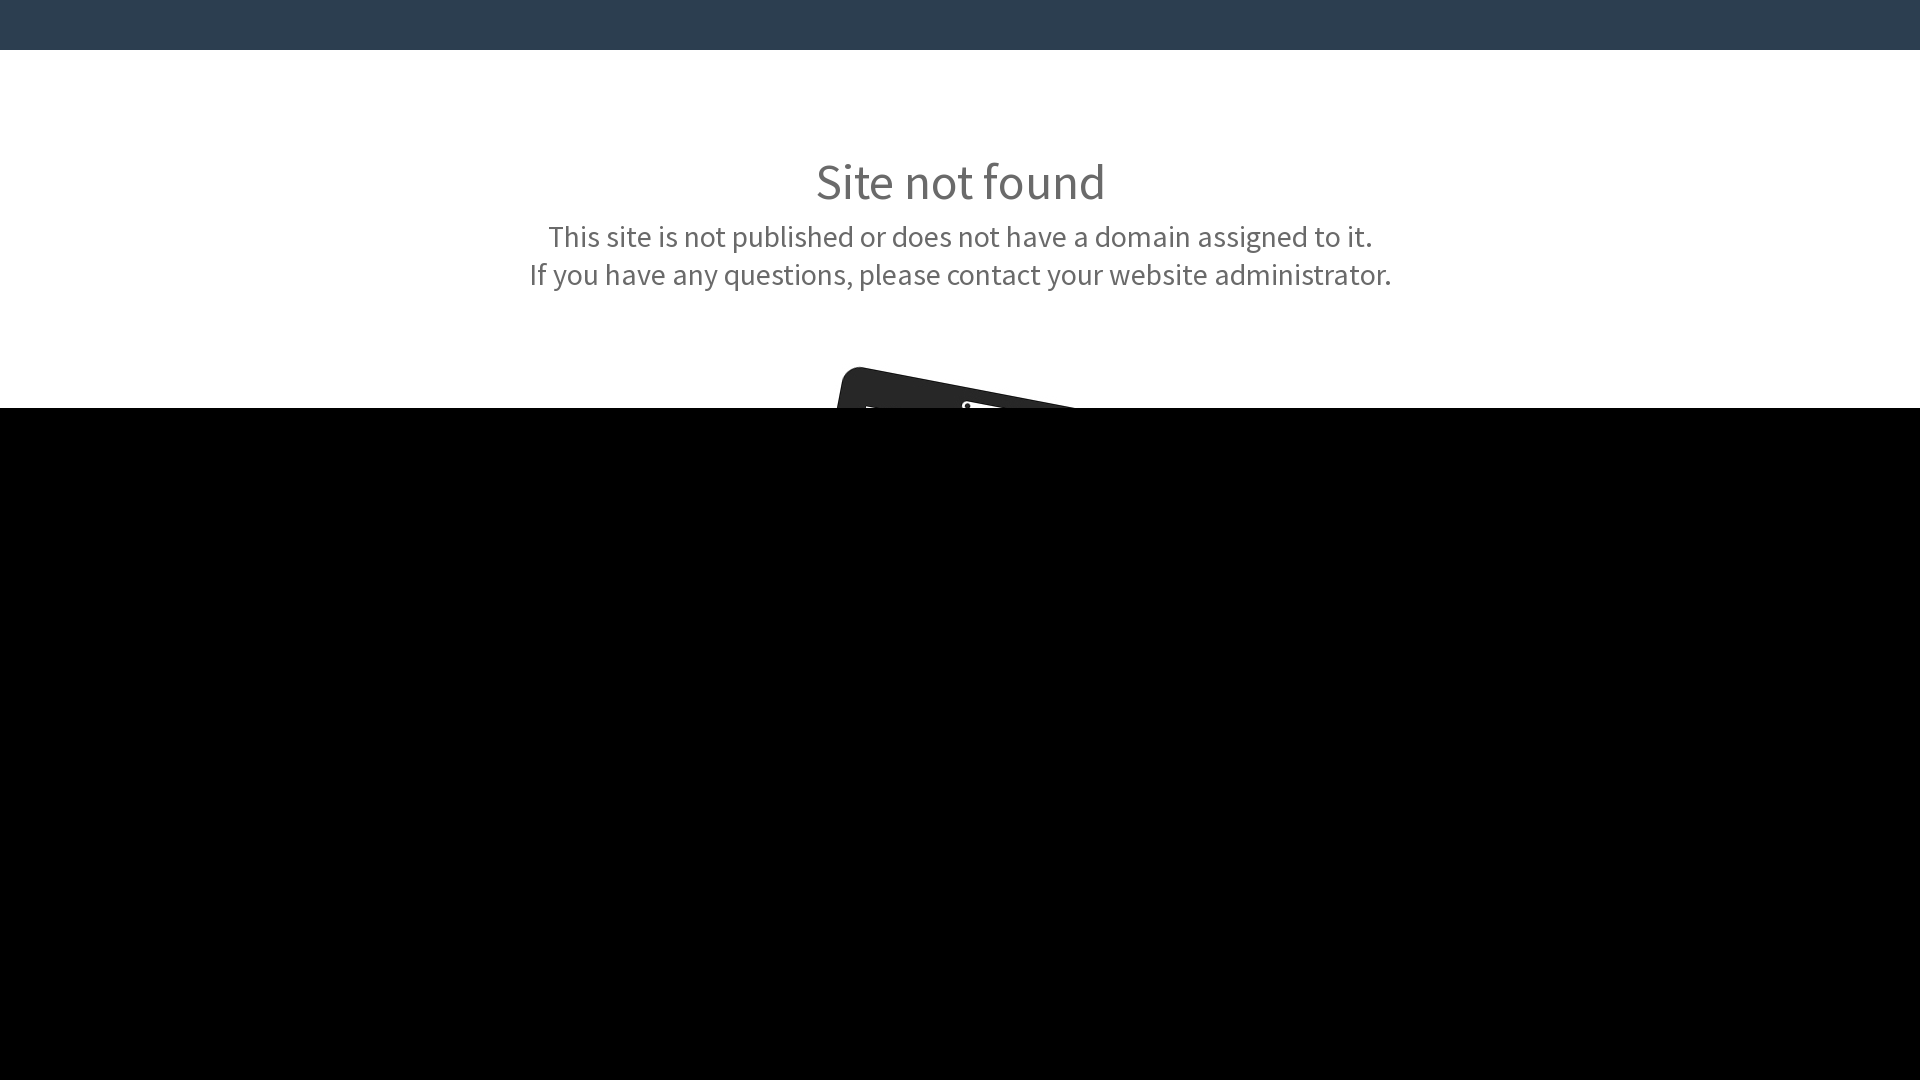 Site not found
This site is not published or does not have a domain assigned to it.
If you have any questions, please contact your website administrator.